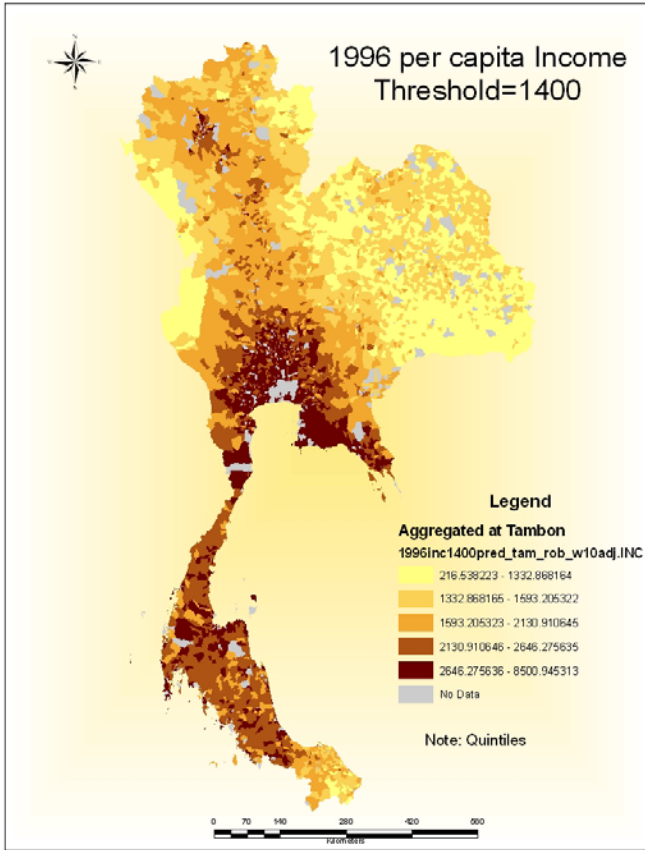 1996 per capita Income
Threshold=1400
Legend
Aggregated at Tambon
1996inc1400pred_tam_rob_w10adj.INC
216.538223 - 1332.868164
1332.868165 - 1593.205322
1593.205323 - 2130.910645
2130.910646 - 2646.275635
2646.275636 - 8500.945313
No Data
Note: Quintiles
0 70 140 280 420 560
Kilometers